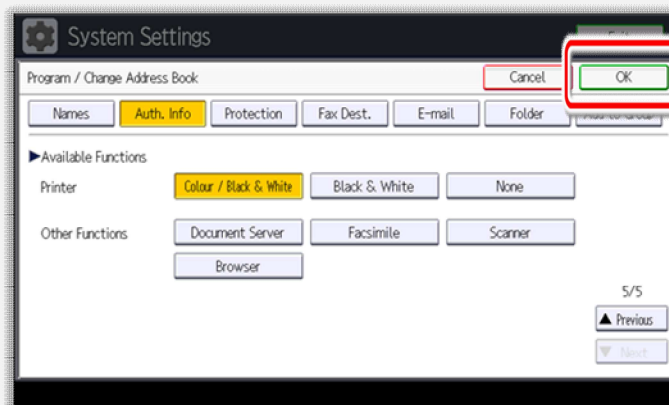 System Settings
Program / Change Address Book
Cancel
OK
Names
Auth. Info
Protection
Fax Dest.
E-mail
Folder
▶Available Functions
Printer
Colour / Black & White
Black & White
None
Other Functions
Document Server
Facsimile
Scanner
Browser
5/5
▲ Previous
▼ Next